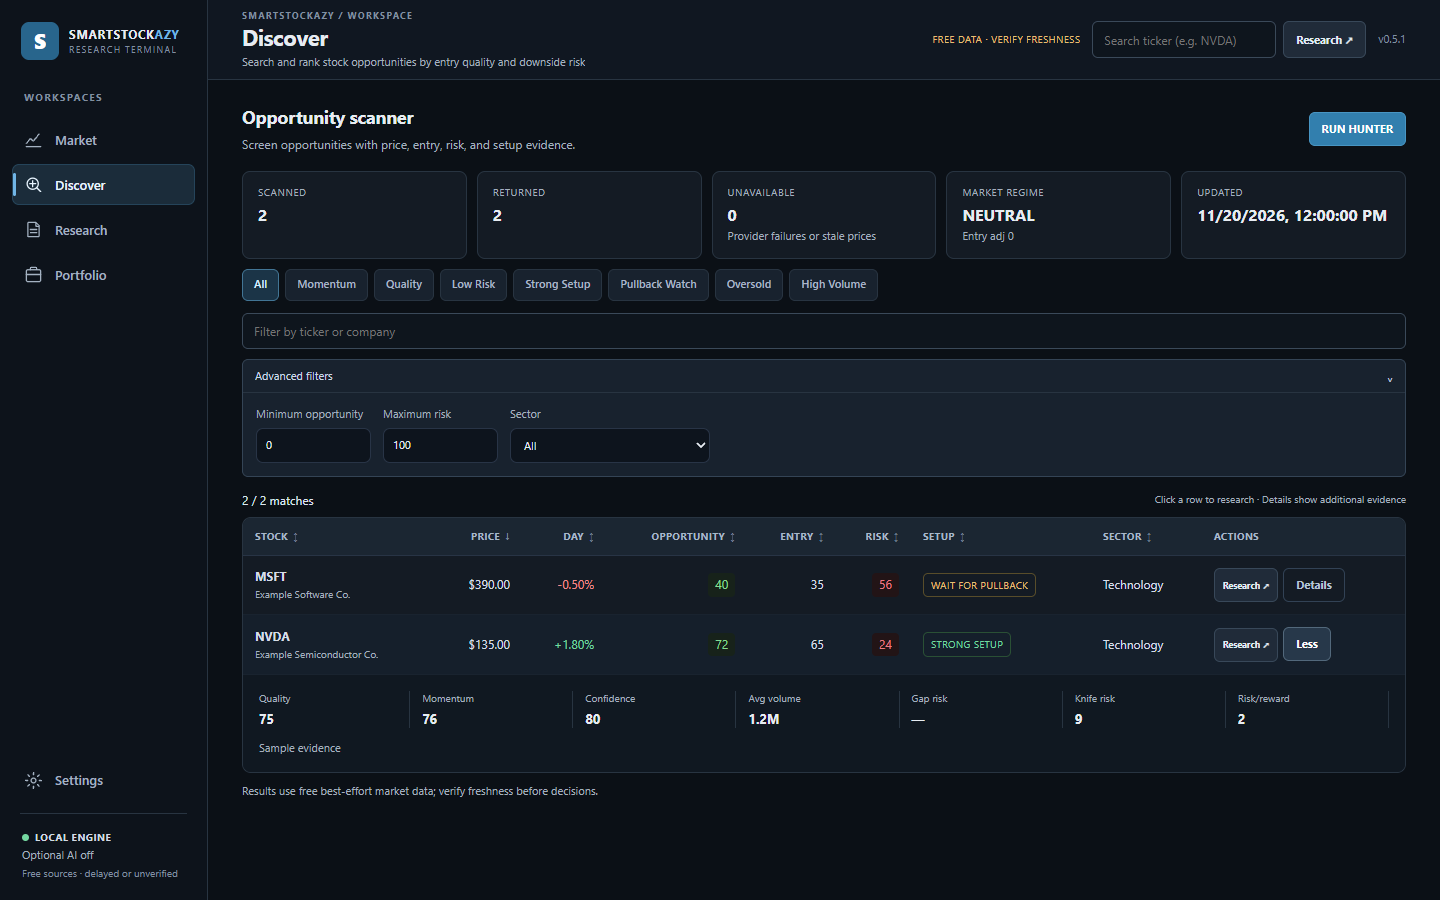 S
SMARTSTOCKAZY
RESEARCH TERMINAL
WORKSPACES
Market
Discover
Research
Portfolio
Settings
LOCAL ENGINE
Optional AI off
Free sources · delayed or unverified
SMARTSTOCKAZY / WORKSPACE
Discover
Search and rank stock opportunities by entry quality and downside risk
FREE DATA · VERIFY FRESHNESS
Search ticker (e.g. NVDA)
Research ↗
v0.5.1
Opportunity scanner
Screen opportunities with price, entry, risk, and setup evidence.
RUN HUNTER
SCANNED
2
RETURNED
2
UNAVAILABLE
0
Provider failures or stale prices
MARKET REGIME
NEUTRAL
Entry adj 0
UPDATED
11/20/2026, 12:00:00 PM
All Momentum Quality Low Risk Strong Setup Pullback Watch Oversold High Volume
Filter by ticker or company
Advanced filters
Minimum opportunity Maximum risk Sector
0 100 All
2 / 2 matches
Click a row to research · Details show additional evidence
STOCK ↕ PRICE ↓ DAY ↕ OPPORTUNITY ↕ ENTRY ↕ RISK ↕ SETUP ↕ SECTOR ↕ ACTIONS
MSFT
Example Software Co.
$390.00 -0.50% 40 35 56 WAIT FOR PULLBACK Technology Research ↗ Details
NVDA
Example Semiconductor Co.
$135.00 +1.80% 72 65 24 STRONG SETUP Technology Research ↗ Less
Quality Momentum Confidence Avg volume Gap risk Knife risk Risk/reward
75 76 80 1.2M — 9 2
Sample evidence
Results use free best-effort market data; verify freshness before decisions.